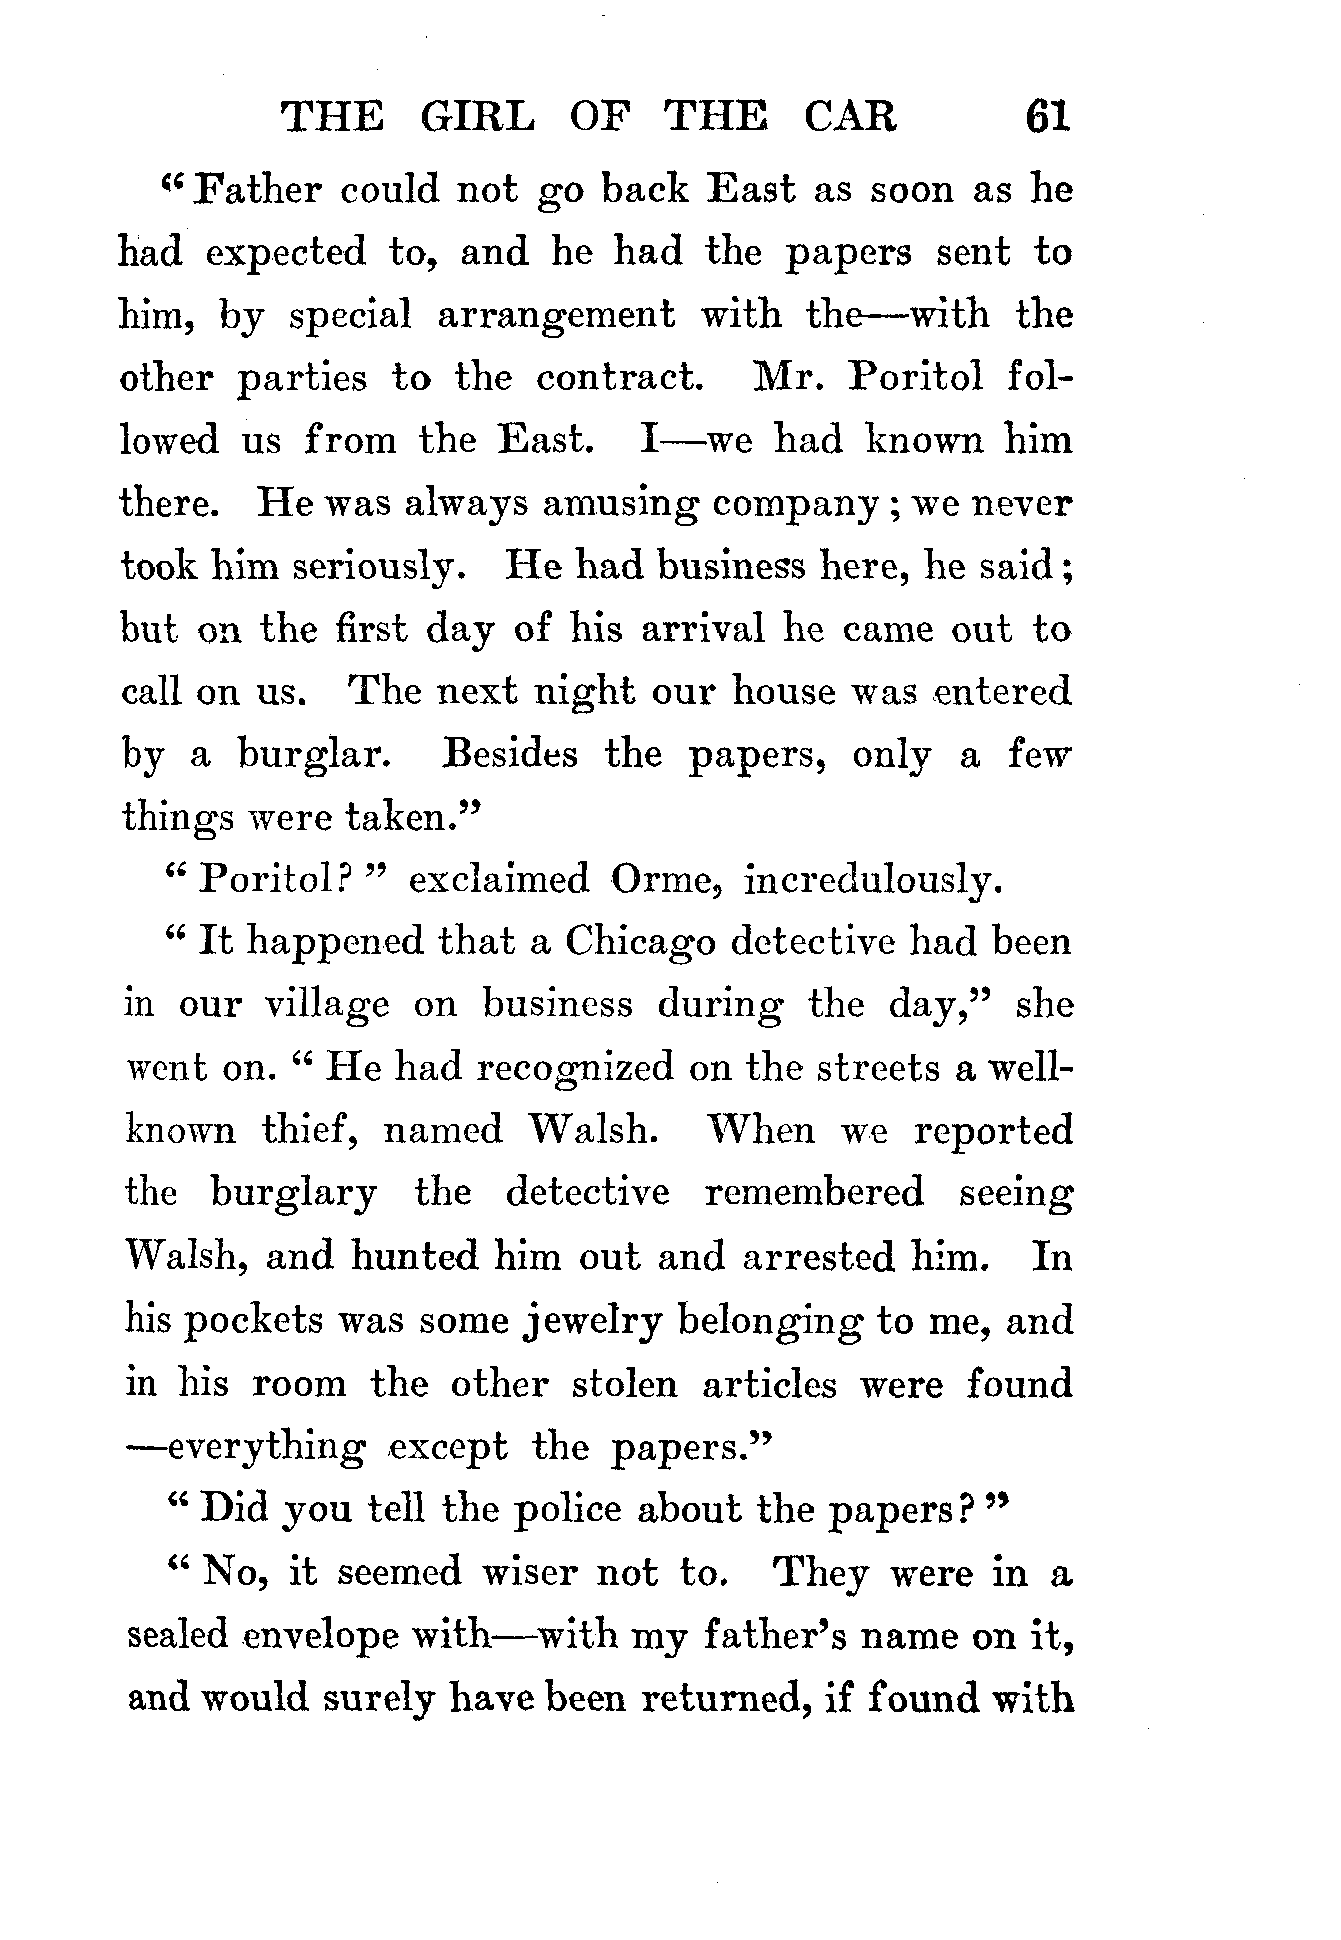 THE GIRL OF THE CAR 61
“Father could not go back East as soon as he
had expected to, and he had the papers sent to
him, by special arrangement with the—with the
other parties to the contract. Mr. Poritol fol-
lowed us from the East. I—we had known him
there. He was always amusing company; we never
took him seriously. He had business here, he said;
but on the first day of his arrival he came out to
call on us. The next night our house was entered
by a burglar. Besides the papers, only a few
things were taken.”
“Poritol?” exclaimed Orme, incredulously.
“It happened that a Chicago detective had been
in our village on business during the day,” she
went on. “He had recognized on the streets a well-
known thief, named Walsh. When we reported
the burglary the detective remembered seeing
Walsh, and hunted him out and arrested him. In
his pockets was some jewelry belonging to me, and
in his room the other stolen articles were found
—everything except the papers.”
“Did you tell the police about the papers?”
“No, it seemed wiser not to. They were in a
sealed envelope with—with my father’s name on it,
and would surely have been returned, if found with